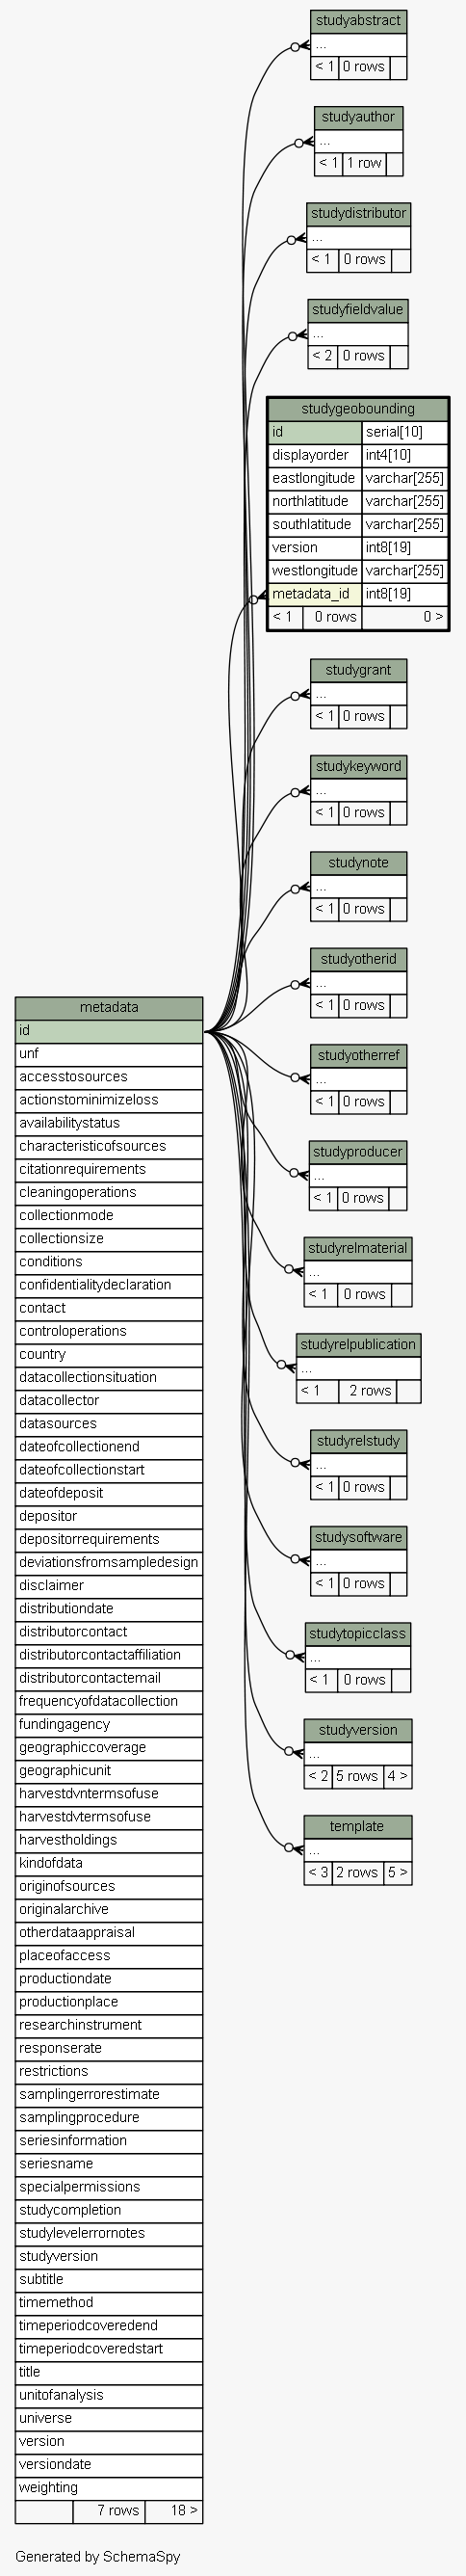 studyabstract
...
< 1 0 rows
studyauthor
...
< 1 1 row
studydistributor
...
< 1 0 rows
studyfieldvalue
...
< 2 0 rows
studygeobounding
id serial[10]
displayorder int4[10]
eastlongitude varchar[255]
northlatitude varchar[255]
southlatitude varchar[255]
version int8[19]
westlongitude varchar[255]
metadata_id int8[19]
< 1 0 rows 0 >
studygrant
...
< 1 0 rows
studykeyword
...
< 1 0 rows
studynote
...
< 1 0 rows
studyotherid
...
< 1 0 rows
studyotherref
...
< 1 0 rows
studyproducer
...
< 1 0 rows
studyrelmaterial
...
< 1 0 rows
studyrelpublication
...
< 1 2 rows
studyrelstudy
...
< 1 0 rows
studysoftware
...
< 1 0 rows
studytopicclass
...
< 1 0 rows
studyversion
...
< 2 5 rows 4 >
template
...
< 3 2 rows 5 >
metadata
id
unf
accesstosources
actionstominimizeloss
availabilitystatus
characteristicofsources
citationrequirements
cleaningoperations
collectionmode
collectionsize
conditions
confidentialitydeclaration
contact
controloperations
country
datacollectionsituation
datacollector
datasources
dateofcollectionend
dateofcollectionstart
dateofdeposit
depositor
depositorrequirements
deviationsfromsampledesign
disclaimer
distributiondate
distributorcontact
distributorcontactaffiliation
distributorcontactemail
frequencyofdatacollection
fundingagency
geographiccoverage
geographicunit
harvestdvntermsofuse
harvestdvtermsofuse
harvestholdings
kindofdata
originofsources
originalarchive
otherdataappraisal
placeofaccess
productiondate
productionplace
researchinstrument
responserate
restrictions
samplingerrorestimate
samplingprocedure
seriesinformation
seriesname
specialpermissions
studycompletion
studylevelerrornotes
studyversion
subtitle
timemethod
timeperiodcoveredend
timeperiodcoveredstart
title
unitofanalysis
universe
version
versiondate
weighting
7 rows 18 >
Generated by SchemaSpy